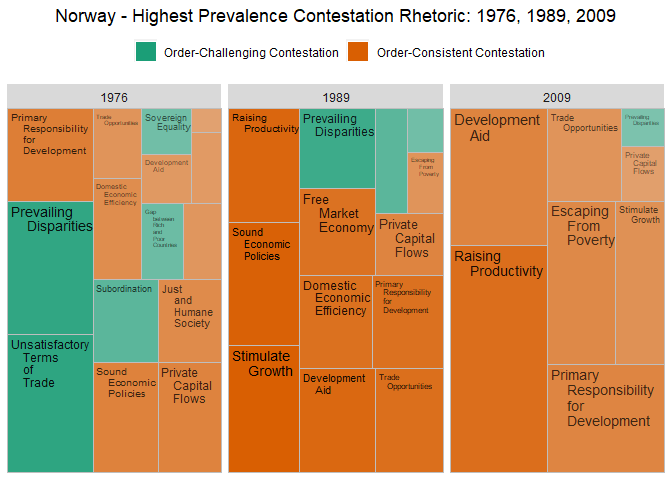 Norway - Highest Prevalence Contestation Rhetoric: 1976, 1989, 2009
Order-Challenging Contestation
Order-Consistent Contestation
1976
Primary
Responsibility
for
Development
Prevailing
Disparities
Unsatisfactory
Terms
of
Trade
Trade
Opportunities
Sovereign
Equality
Development
Aid
Domestic
Economic
Efficiency
Gap
between
Rich
and
Poor
Countries
Subordination
Just
and
Humane
Society
Sound
Economic
Policies
Private
Capital
Flows
1989
Raising
Productivity
Sound
Economic
Policies
Stimulate
Growth
Prevailing
Disparities
Free
Market
Economy
Escaping
From
Poverty
Private
Capital
Flows
Domestic
Economic
Efficiency
Primary
Responsibility
for
Development
Development
Aid
Trade
Opportunities
2009
Development
Aid
Raising
Productivity
Trade
Opportunities
Prevailing
Disparities
Private
Capital
Flows
Escaping
From
Poverty
Stimulate
Growth
Primary
Responsibility
for
Development